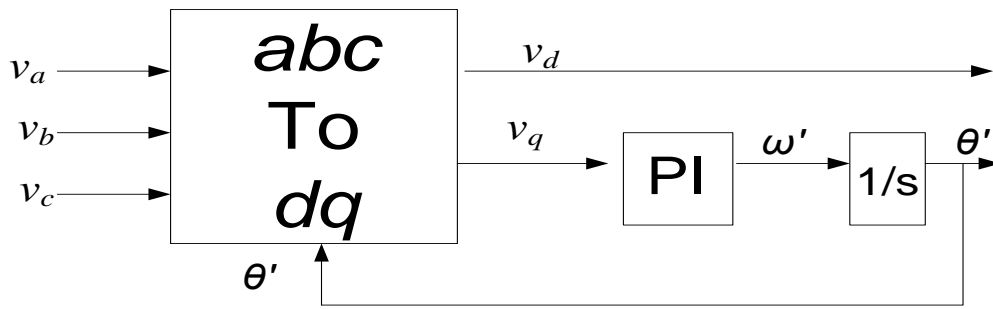 abc
To
dq
v_a
v_b
v_c
v_d
v_q
PI
ω'
1/s
θ'
θ'